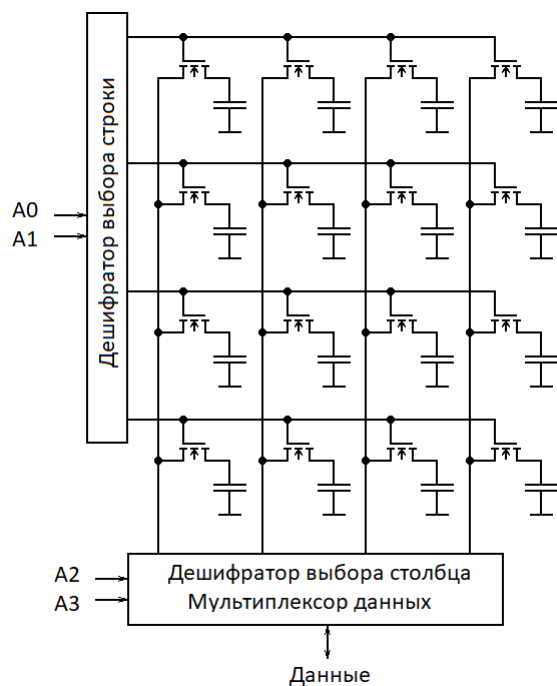 Дешифратор выбора строки
A0
A1
A2
A3
Дешифратор выбора столбца
Мультиплексор данных
Данные